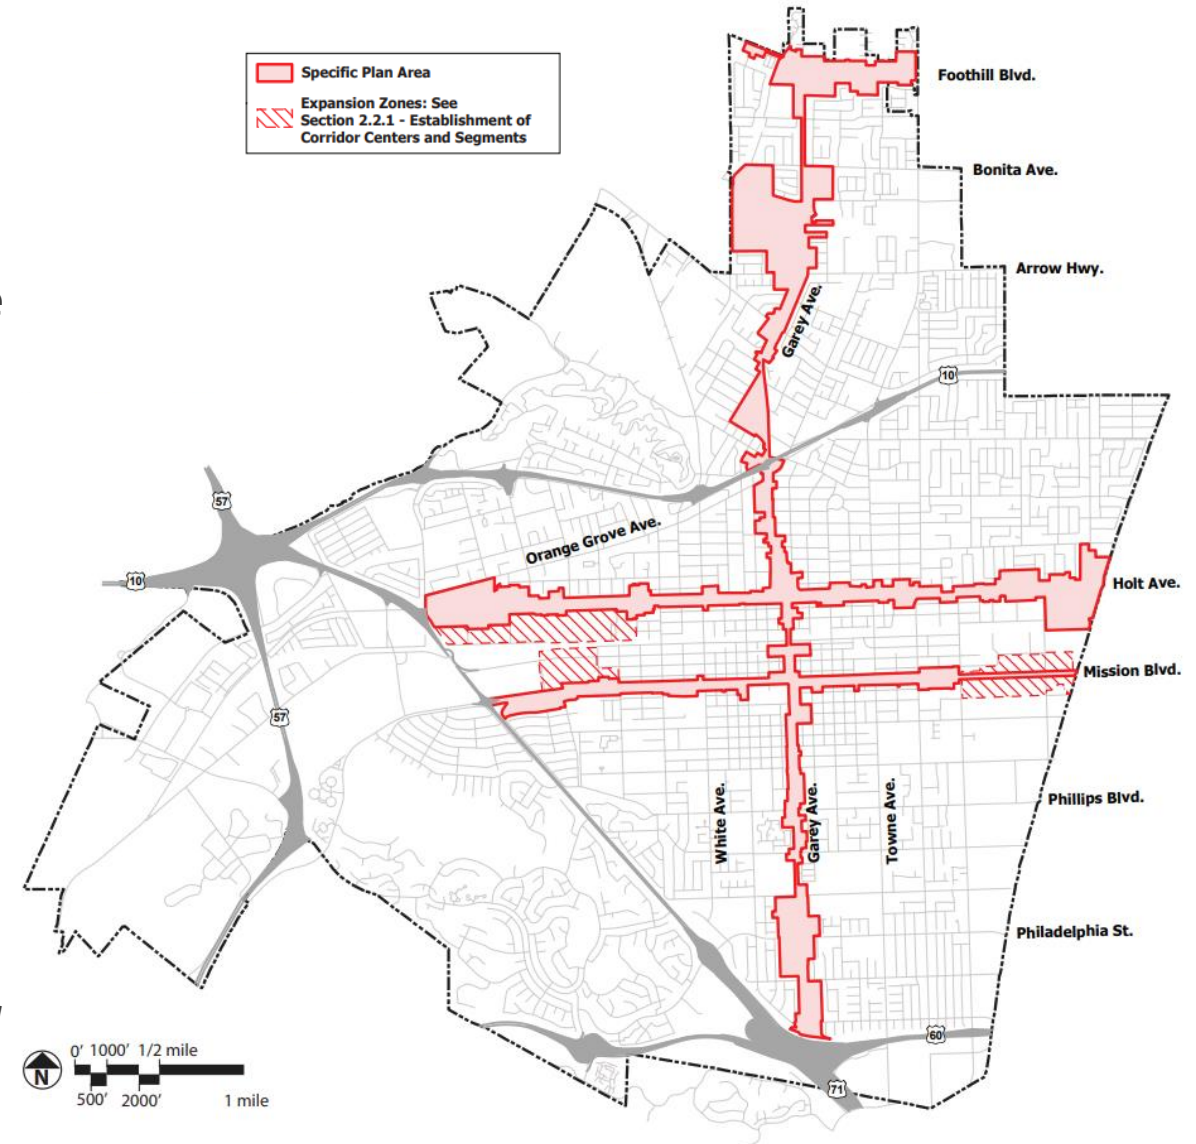 Specific Plan Area
Expansion Zones: See
Section 2.2.1 - Establishment of
Corridor Centers and Segments
Foothill Blvd.
Bonita Ave.
Arrow Hwy.
Garey Ave.
10
57
Orange Grove Ave.
10
Holt Ave.
Mission Blvd.
57
White Ave.
Garey Ave.
Towne Ave.
Phillips Blvd.
Philadelphia St.
60
71
N
0' 1000' 1/2 mile
500' 2000' 1 mile